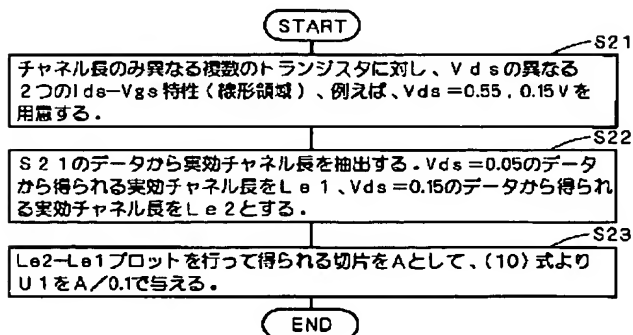 START
S21
チャネル長のみ異なる複数のトランジスタに対し、Vdsの異なる
2つのIds-Vgs特性(線形領域)、例えば、Vds=0.55, 0.15Vを
用意する.
S22
S21のデータから実効チャネル長を抽出する.Vds=0.05のデータ
から得られる実効チャネル長をLe1、Vds=0.15のデータから得られ
る実効チャネル長をLe2とする.
S23
Le2-Le1プロットを行って得られる切片をAとして、(10)式より
U1をA/0.1で与える.
END